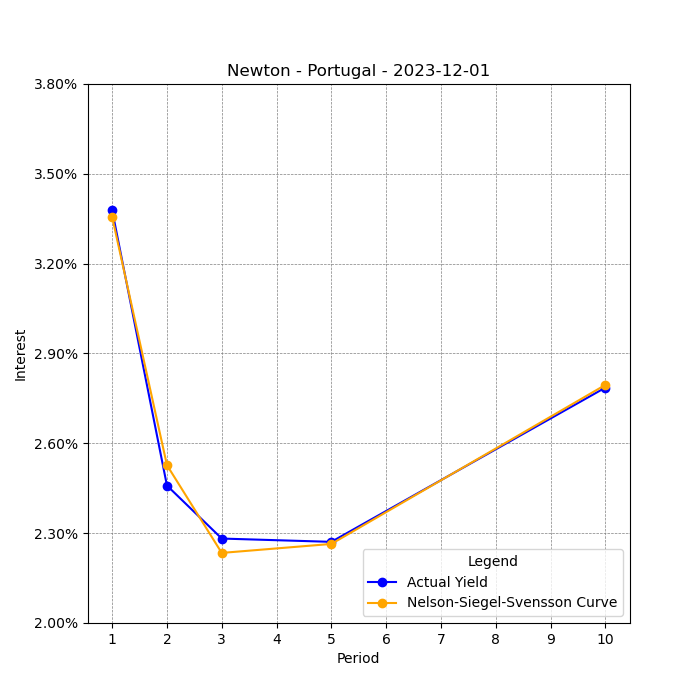 Newton - Portugal - 2023-12-01
3.80%
3.50%
3.20%
2.90%
2.60%
2.30%
2.00%
Interest
Legend
Actual Yield
Nelson-Siegel-Svensson Curve
1 2 3 4 5 6 7 8 9 10
Period